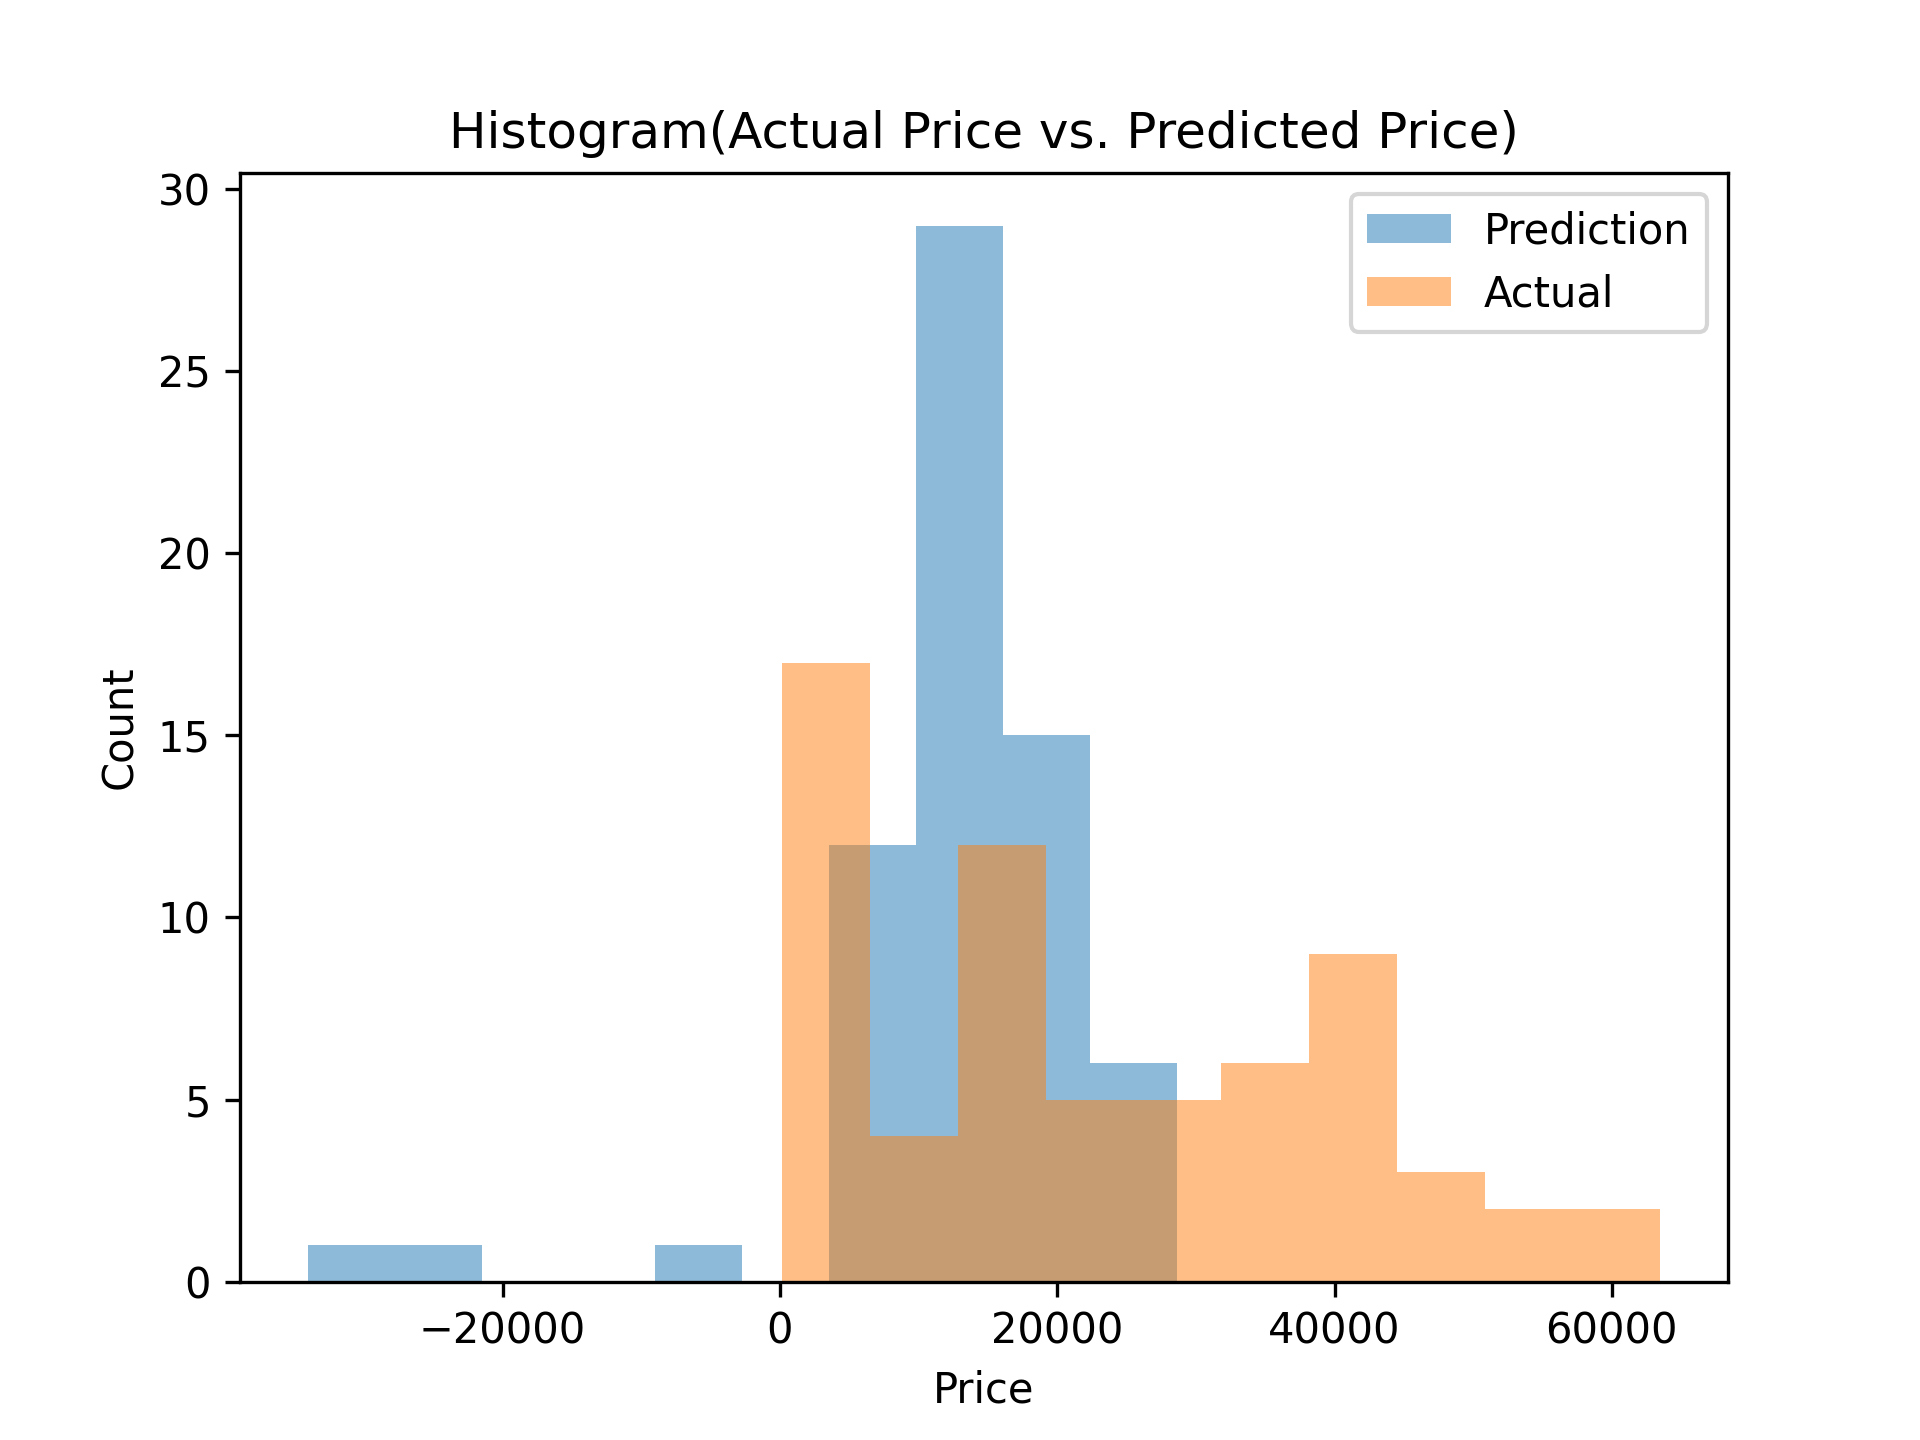 Histogram(Actual Price vs. Predicted Price)
Prediction
Actual
30
25
20
15
10
5
0
Count
−20000 0 20000 40000 60000
Price